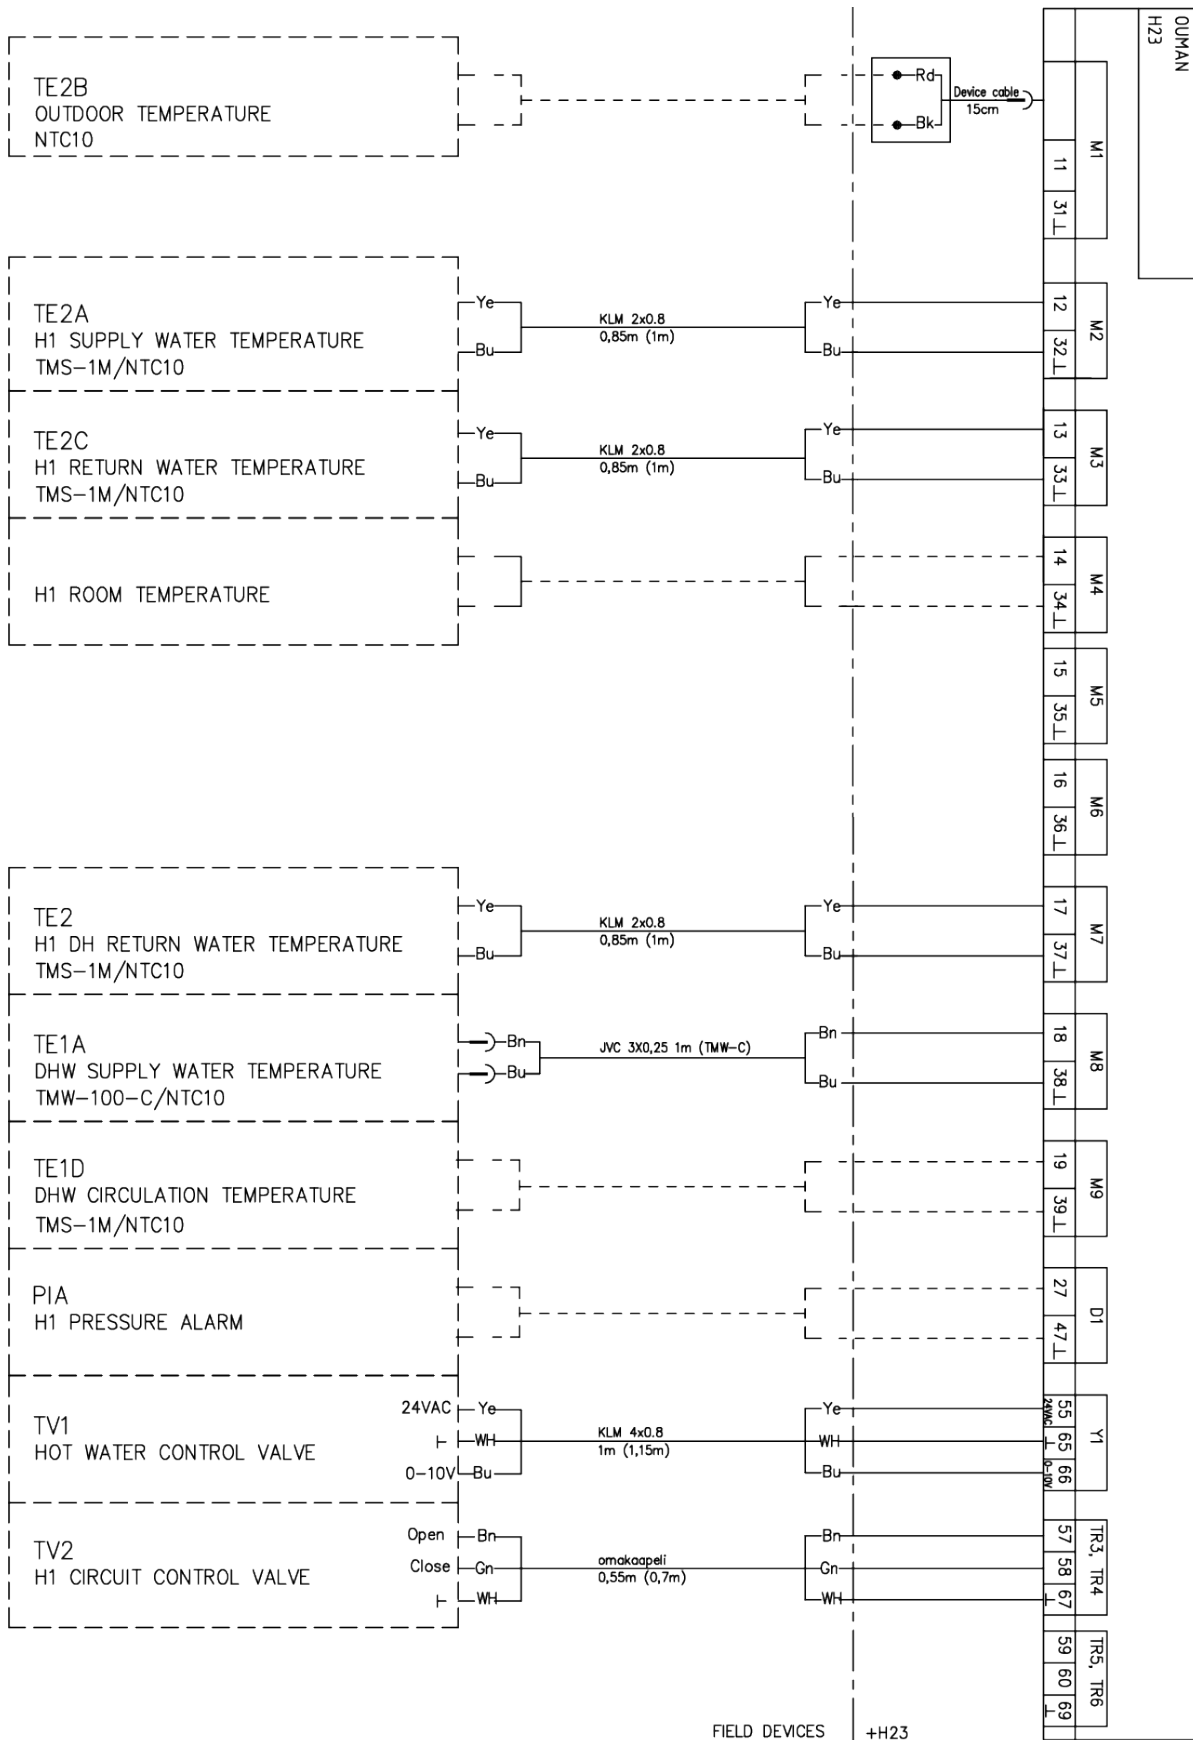 OUMAN
H23
TE2B
OUTDOOR TEMPERATURE
NTC10
Rd
Bk
Device cable
15cm
M1
11
31
TE2A
H1 SUPPLY WATER TEMPERATURE
TMS-1M/NTC10
Ye
Bu
KLM 2x0.8
0,85m (1m)
Ye
Bu
12
32
M2
TE2C
H1 RETURN WATER TEMPERATURE
TMS-1M/NTC10
Ye
Bu
KLM 2x0.8
0,85m (1m)
Ye
Bu
13
33
M3
H1 ROOM TEMPERATURE
14
34
M4
15
35
M5
16
36
M6
TE2
H1 DH RETURN WATER TEMPERATURE
TMS-1M/NTC10
Ye
Bu
KLM 2x0.8
0,85m (1m)
Ye
Bu
17
37
M7
TE1A
DHW SUPPLY WATER TEMPERATURE
TMW-100-C/NTC10
Bn
Bu
JVC 3X0,25 1m (TMW-C)
Bn
Bu
18
38
M8
TE1D
DHW CIRCULATION TEMPERATURE
TMS-1M/NTC10
19
39
M9
PIA
H1 PRESSURE ALARM
27
47
D1
TV1
HOT WATER CONTROL VALVE
24VAC
0-10V
Ye
WH
Bu
KLM 4x0.8
1m (1,15m)
Ye
WH
Bu
55
24VAC
65
66
0-10V
Y1
TV2
H1 CIRCUIT CONTROL VALVE
Open
Close
Bn
Gn
WH
omakaapeli
0,55m (0,7m)
Bn
Gn
WH
57
58
67
TR3, TR4
59
60
69
TR5, TR6
FIELD DEVICES
+H23